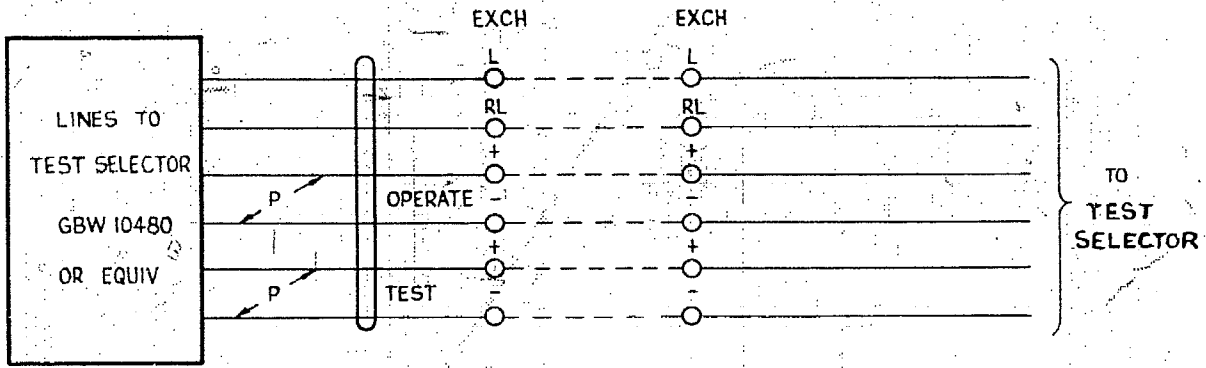 EXCH EXCH
L L
RL RL
+ +
- -
+ +
- -
LINES TO
TEST SELECTOR
GBW 10480
OR EQUIV
P
P
OPERATE
TEST
TO
TEST
SELECTOR